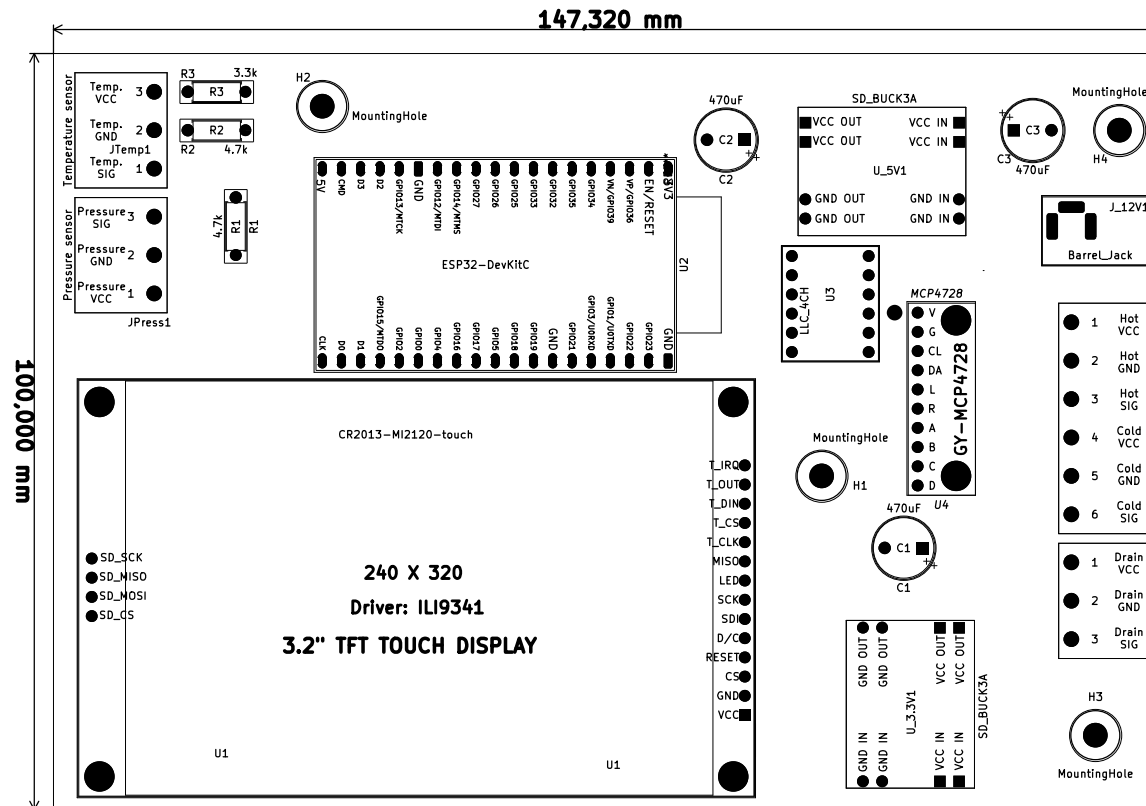 147,320 mm
100,000 mm
Temperature sensor
Temp.
VCC
3
Temp.
GND
2
JTemp1
Temp.
SIG
1
R3
3.3k
R3
R2
R2
4.7k
H2
MountingHole
Pressure sensor
Pressure
SIG
3
Pressure
GND
2
Pressure
VCC
1
JPress1
4.7k
R1
R1
5V
CMD
D3
D2
GPIO13/MTCK
GND
GPIO12/MTDI
GPIO14/MTMS
GPIO27
GPIO26
GPIO25
GPIO33
GPIO32
GPIO35
GPIO34
VN/GPIO39
VP/GPIO36
EN/RESET
3V3
*
ESP32-DevKitC
U2
CLK
D0
D1
GPIO15/MTDO
GPIO2
GPIO0
GPIO4
GPIO16
GPIO17
GPIO5
GPIO18
GPIO19
GND
GPIO21
GPIO3/U0RXD
GPIO1/U0TXD
GPIO22
GPIO23
GND
470uF
C2
++
C2
SD_BUCK3A
VCC OUT VCC IN
VCC OUT VCC IN
U_5V1
GND OUT GND IN
GND OUT GND IN
++
C3
C3
470uF
MountingHole
H4
J_12V1
Barrel_Jack
LLC_4CH
U3
MCP4728
V
G
CL
DA
L
R
A
B
C
D
GY-MCP4728
U4
1 Hot
VCC
2 Hot
GND
3 Hot
SIG
4 Cold
VCC
5 Cold
GND
6 Cold
SIG
1 Drain
VCC
2 Drain
GND
3 Drain
SIG
MountingHole
H1
470uF
C1
++
C1
GND OUT
GND OUT
VCC OUT
VCC OUT
U_3.3V1
SD_BUCK3A
GND IN
GND IN
VCC IN
VCC IN
H3
MountingHole
CR2013-MI2120-touch
T_IRQ
T_OUT
T_DIN
T_CS
T_CLK
MISO
LED
SCK
SDI
D/C
RESET
CS
GND
VCC
SD_SCK
SD_MISO
SD_MOSI
SD_CS
240 X 320
Driver: ILI9341
3.2" TFT TOUCH DISPLAY
U1
U1